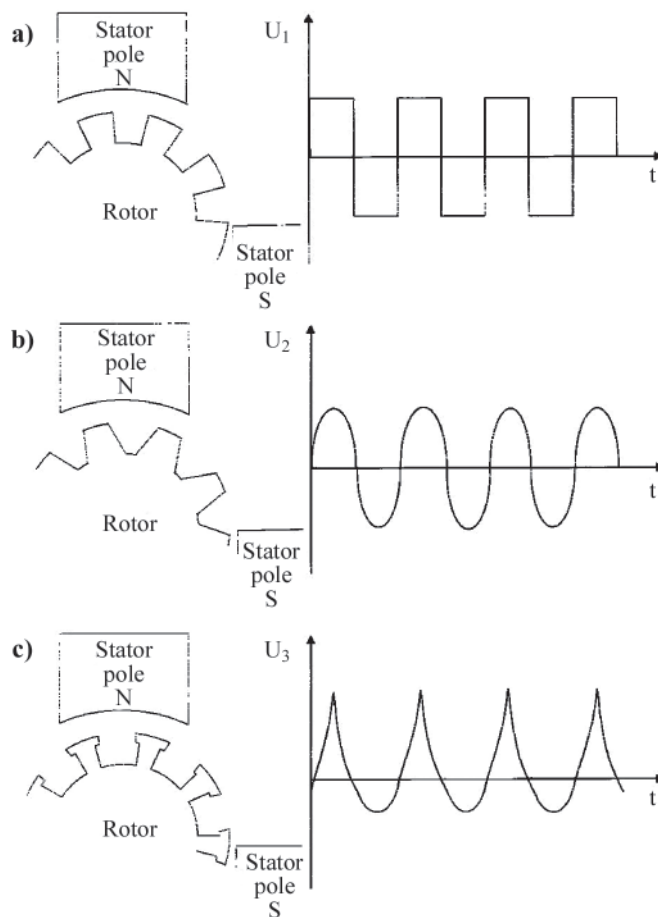 a)
Stator
pole
N
Rotor
Stator
pole
S
U₁
t
b)
Stator
pole
N
Rotor
Stator
pole
S
U₂
t
c)
Stator
pole
N
Rotor
Stator
pole
S
U₃
t